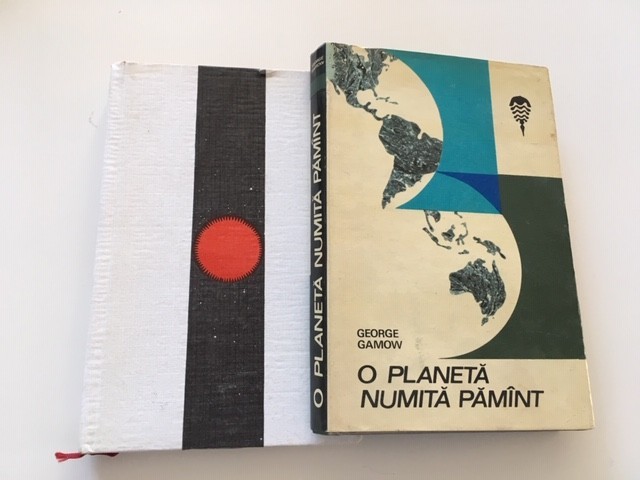 O PLANETĂ NUMITĂ PĂMÎNT
GEORGE
GAMOW
O PLANETĂ
NUMITĂ PĂMÎNT